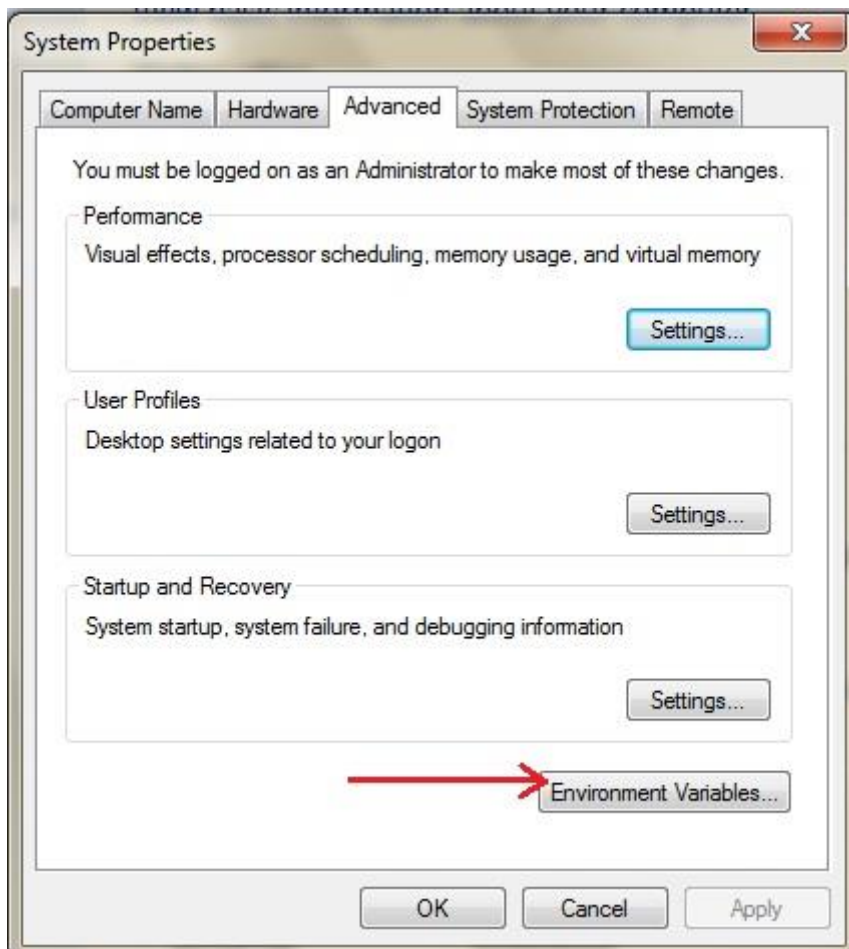 System Properties
Computer Name Hardware Advanced System Protection Remote
You must be logged on as an Administrator to make most of these changes.
Performance
Visual effects, processor scheduling, memory usage, and virtual memory
Settings...
User Profiles
Desktop settings related to your logon
Settings...
Startup and Recovery
System startup, system failure, and debugging information
Settings...
Environment Variables...
OK Cancel Apply